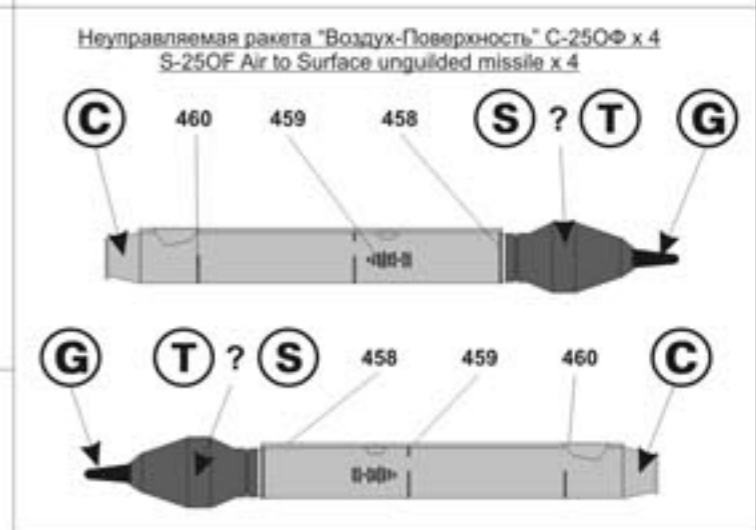 Неуправляемая ракета "Воздух-Поверхность" С-25ОФ x 4
S-25OF Air to Surface unguilded missile x 4
C 460 459 458 S ? T G
G T ? S 458 459 460 C